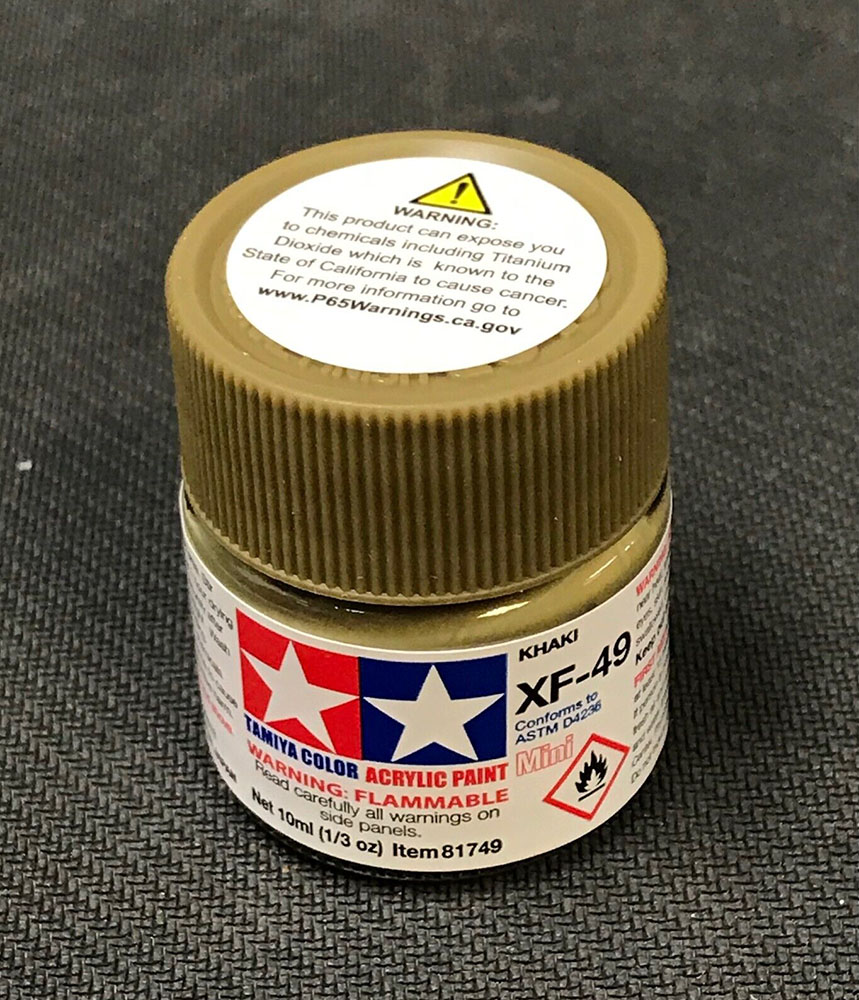 WARNING:
This product can expose you
to chemicals including Titanium
Dioxide which is known to the
State of California to cause cancer.
For more information go to
www.P65Warnings.ca.gov
KHAKI
XF-49
Conforms to
ASTM D4236
Mini
TAMIYA COLOR ACRYLIC PAINT
WARNING: FLAMMABLE
Read carefully all warnings on
side panels.
Net 10ml (1/3 oz) Item 81749